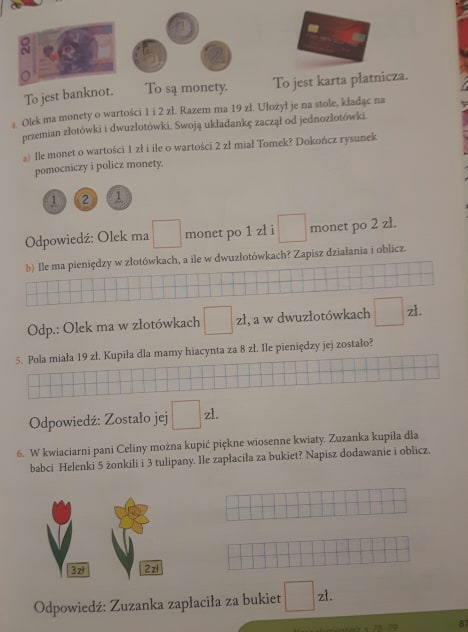 20
To jest banknot. To są monety. To jest karta płatnicza.
4. Olek ma monety o wartości 1 i 2 zł. Razem ma 19 zł. Ułożył je na stole, kładąc na
przemian złotówki i dwuzłotówki. Swoją układankę zaczął od jednozłotówki.
a) Ile monet o wartości 1 zł i ile o wartości 2 zł miał Tomek? Dokończ rysunek
pomocniczy i policz monety.
1 2 1
Odpowiedź: Olek ma monet po 1 zł i monet po 2 zł.
b) Ile ma pieniędzy w złotówkach, a ile w dwuzłotówkach? Zapisz działania i oblicz.
Odp.: Olek ma w złotówkach zł, a w dwuzłotówkach zł.
5. Pola miała 19 zł. Kupiła dla mamy hiacynta za 8 zł. Ile pieniędzy jej zostało?
Odpowiedź: Zostało jej zł.
6. W kwiaciarni pani Celiny można kupić piękne wiosenne kwiaty. Zuzanka kupiła dla
babci Helenki 5 żonkili i 3 tulipany. Ile zapłaciła za bukiet? Napisz dodawanie i oblicz.
3 zł 2 zł
Odpowiedź: Zuzanka zapłaciła za bukiet zł.